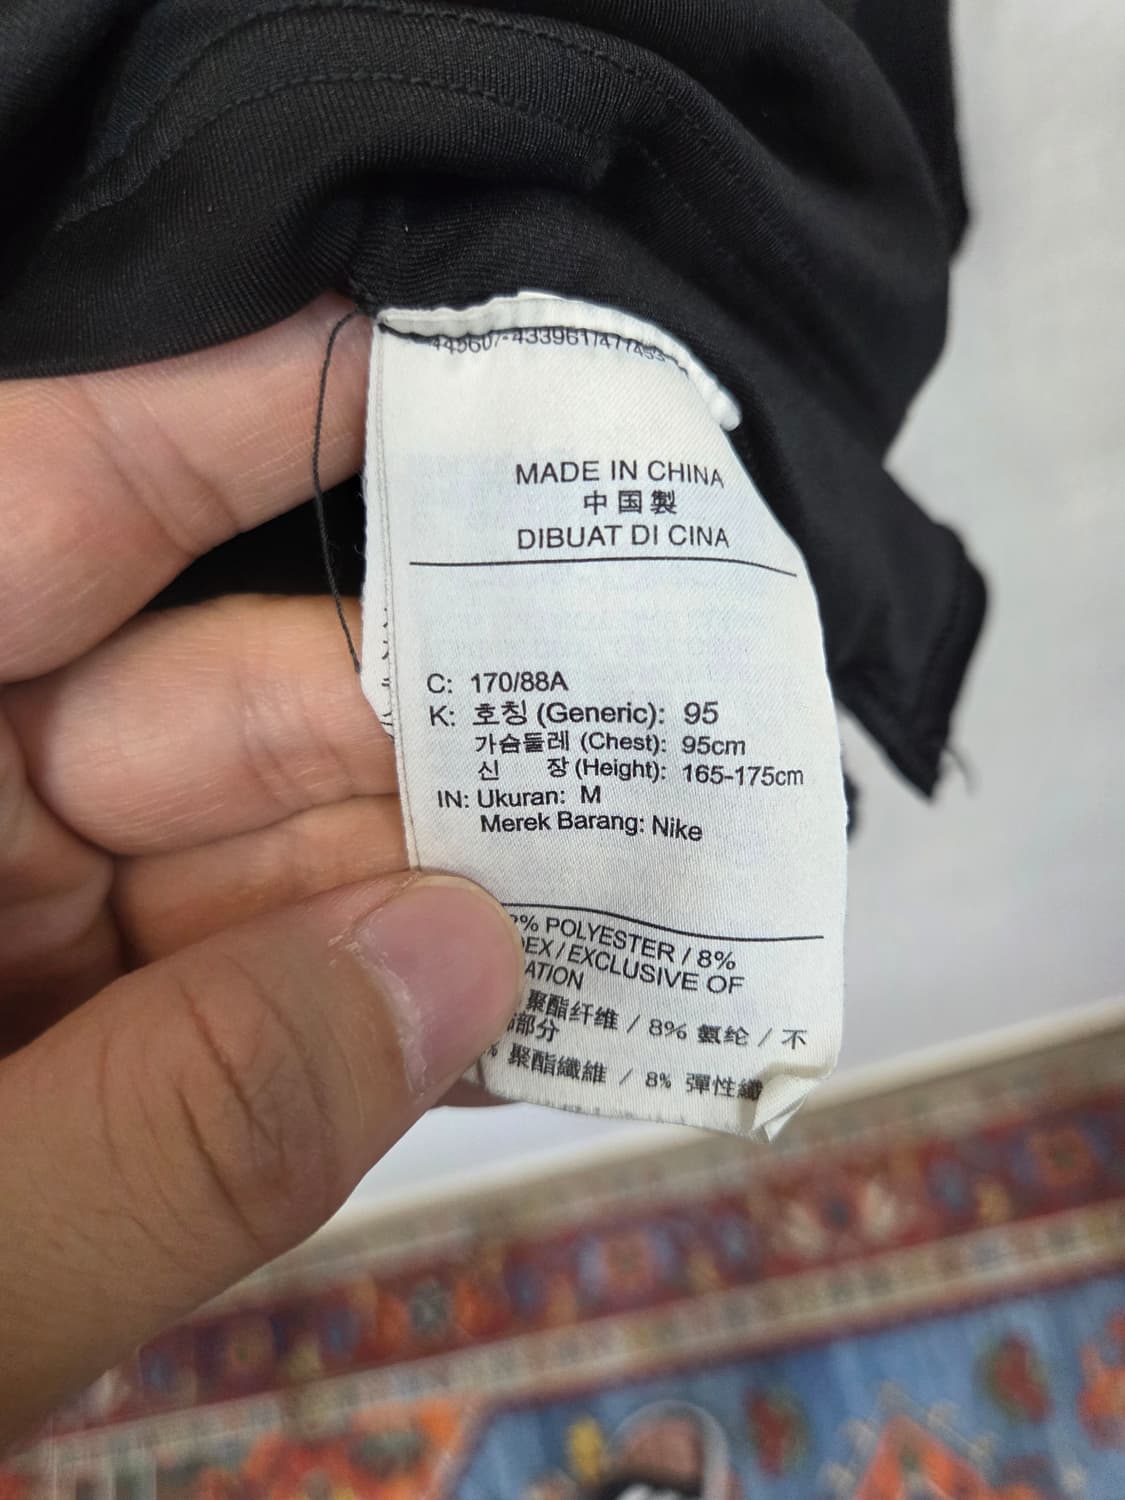 MADE IN CHINA
中国製
DIBUAT DI CINA
C: 170/88A
K: 호칭 (Generic): 95
가슴둘레 (Chest): 95cm
신 장 (Height): 165-175cm
IN: Ukuran: M
Merek Barang: Nike
% POLYESTER / 8%
/ EXCLUSIVE OF
聚酯纤维 / 8% 氨纶 / 不
部分
% 聚酯纖維 / 8% 彈性纖